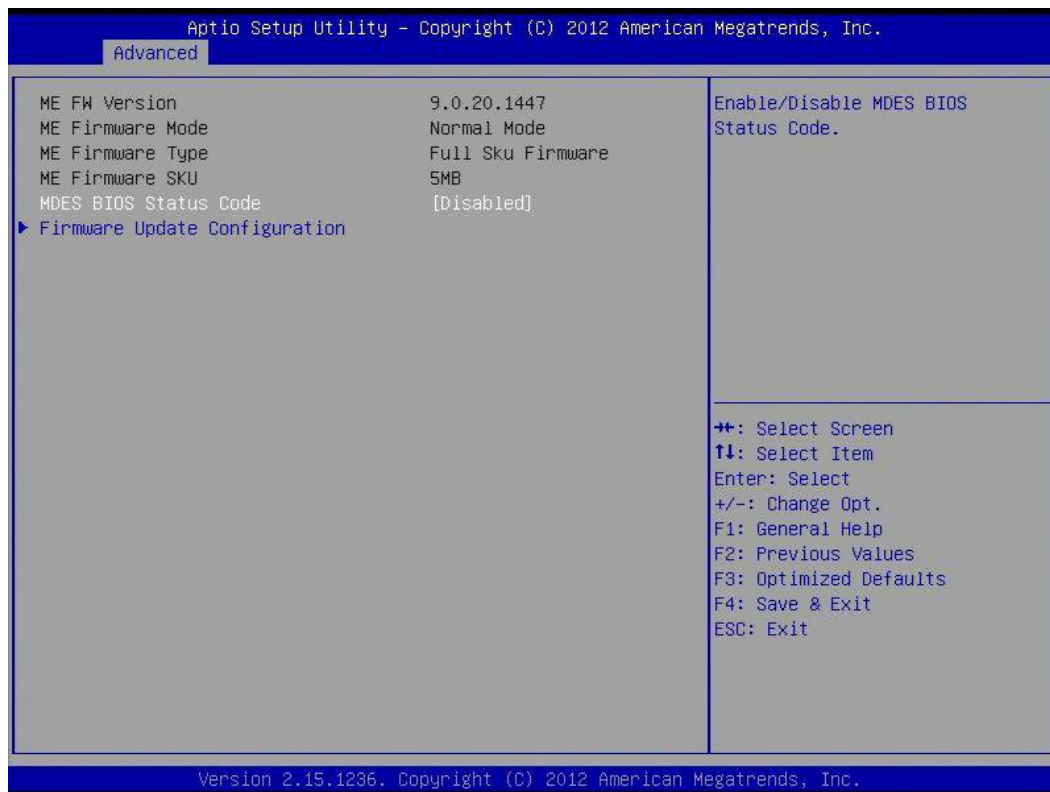 Aptio Setup Utility – Copyright (C) 2012 American Megatrends, Inc.
Advanced
ME FW Version 9.0.20.1447
ME Firmware Mode Normal Mode
ME Firmware Type Full Sku Firmware
ME Firmware SKU 5MB
MDES BIOS Status Code [Disabled]
▶ Firmware Update Configuration
Enable/Disable MDES BIOS
Status Code.
→←: Select Screen
↑↓: Select Item
Enter: Select
+/-: Change Opt.
F1: General Help
F2: Previous Values
F3: Optimized Defaults
F4: Save & Exit
ESC: Exit
Version 2.15.1236. Copyright (C) 2012 American Megatrends, Inc.